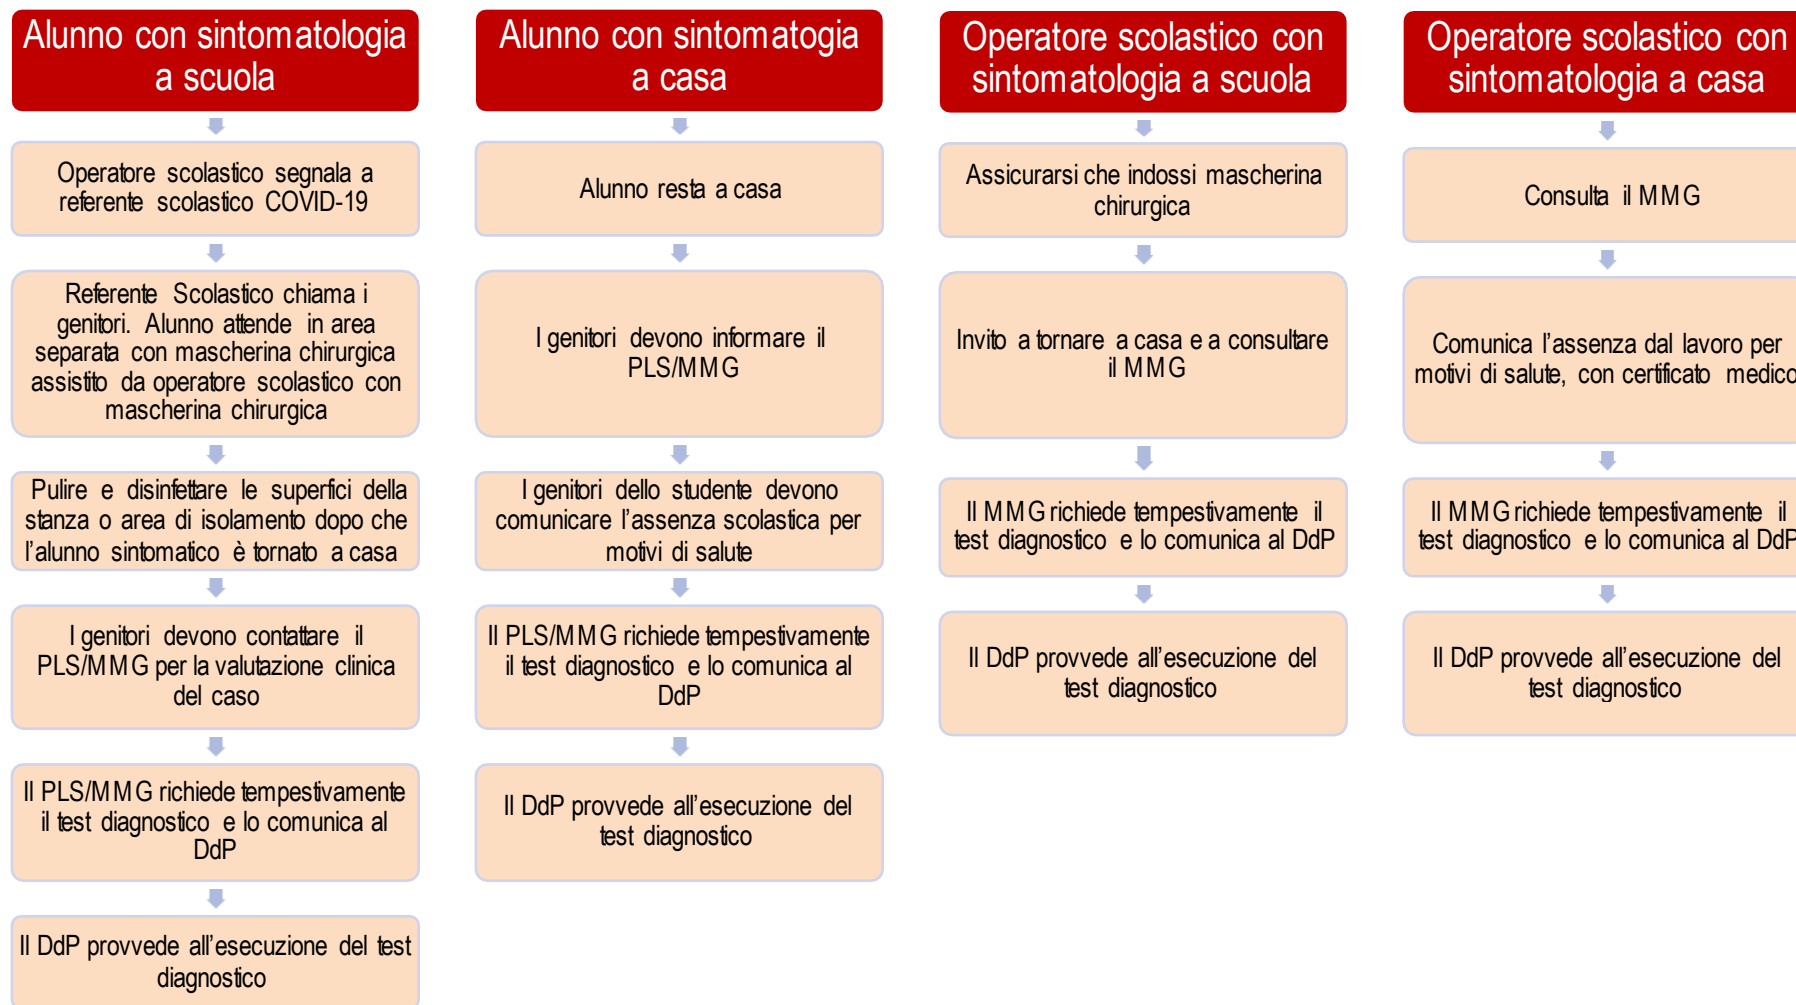 Alunno con sintomatologia
a scuola
Operatore scolastico segnala a
referente scolastico COVID-19
Referente Scolastico chiama i
genitori. Alunno attende in area
separata con mascherina chirurgica
assistito da operatore scolastico con
mascherina chirurgica
Pulire e disinfettare le superfici della
stanza o area di isolamento dopo che
l'alunno sintomatico è tornato a casa
I genitori devono contattare il
PLS/MMG per la valutazione clinica
del caso
Il PLS/MMG richiede tempestivamente
il test diagnostico e lo comunica al
DdP
Il DdP provvede all'esecuzione del test
diagnostico
Alunno con sintomatogia
a casa
Alunno resta a casa
I genitori devono informare il
PLS/MMG
I genitori dello studente devono
comunicare l'assenza scolastica per
motivi di salute
Il PLS/MMG richiede tempestivamente
il test diagnostico e lo comunica al
DdP
Il DdP provvede all'esecuzione del
test diagnostico
Operatore scolastico con
sintomatologia a scuola
Assicurarsi che indossi mascherina
chirurgica
Invito a tornare a casa e a consultare
il MMG
Il MMG richiede tempestivamente il
test diagnostico e lo comunica al DdP
Il DdP provvede all'esecuzione del
test diagnostico
Operatore scolastico con
sintomatologia a casa
Consulta il MMG
Comunica l'assenza dal lavoro per
motivi di salute, con certificato medico
Il MMG richiede tempestivamente il
test diagnostico e lo comunica al DdP
Il DdP provvede all'esecuzione del
test diagnostico